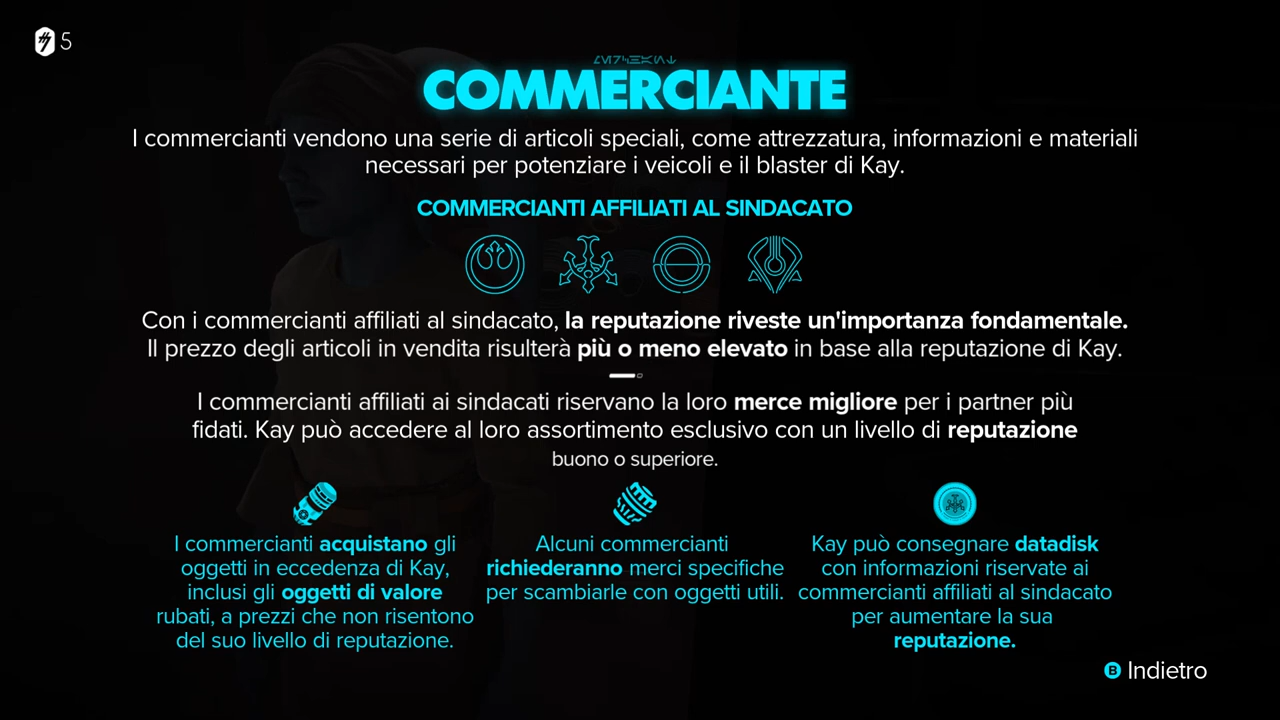 5
COMMERCIANTE
I commercianti vendono una serie di articoli speciali, come attrezzatura, informazioni e materiali
necessari per potenziare i veicoli e il blaster di Kay.
COMMERCIANTI AFFILIATI AL SINDACATO
Con i commercianti affiliati al sindacato, la reputazione riveste un'importanza fondamentale.
Il prezzo degli articoli in vendita risulterà più o meno elevato in base alla reputazione di Kay.
I commercianti affiliati ai sindacati riservano la loro merce migliore per i partner più
fidati. Kay può accedere al loro assortimento esclusivo con un livello di reputazione
buono o superiore.
I commercianti acquistano gli
oggetti in eccedenza di Kay,
inclusi gli oggetti di valore
rubati, a prezzi che non risentono
del suo livello di reputazione.
Alcuni commercianti
richiederanno merci specifiche
per scambiarle con oggetti utili.
Kay può consegnare datadisk
con informazioni riservate ai
commercianti affiliati al sindacato
per aumentare la sua
reputazione.
B Indietro